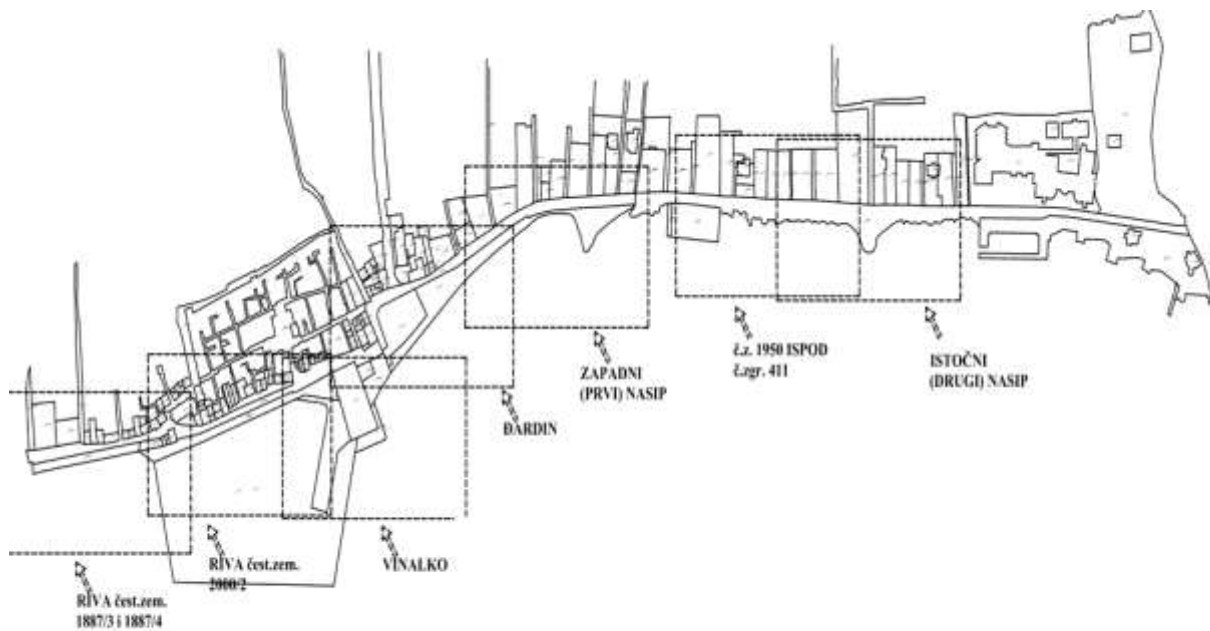 ZAPADNI
(PRVI) NASIP
č.z. 1950 ISPOD
č.zgr. 411
ISTOČNI
(DRUGI) NASIP
ĐARDIN
VINALKO
RIVA čest.zem.
2000/2
RIVA čest.zem.
1887/3 i 1887/4